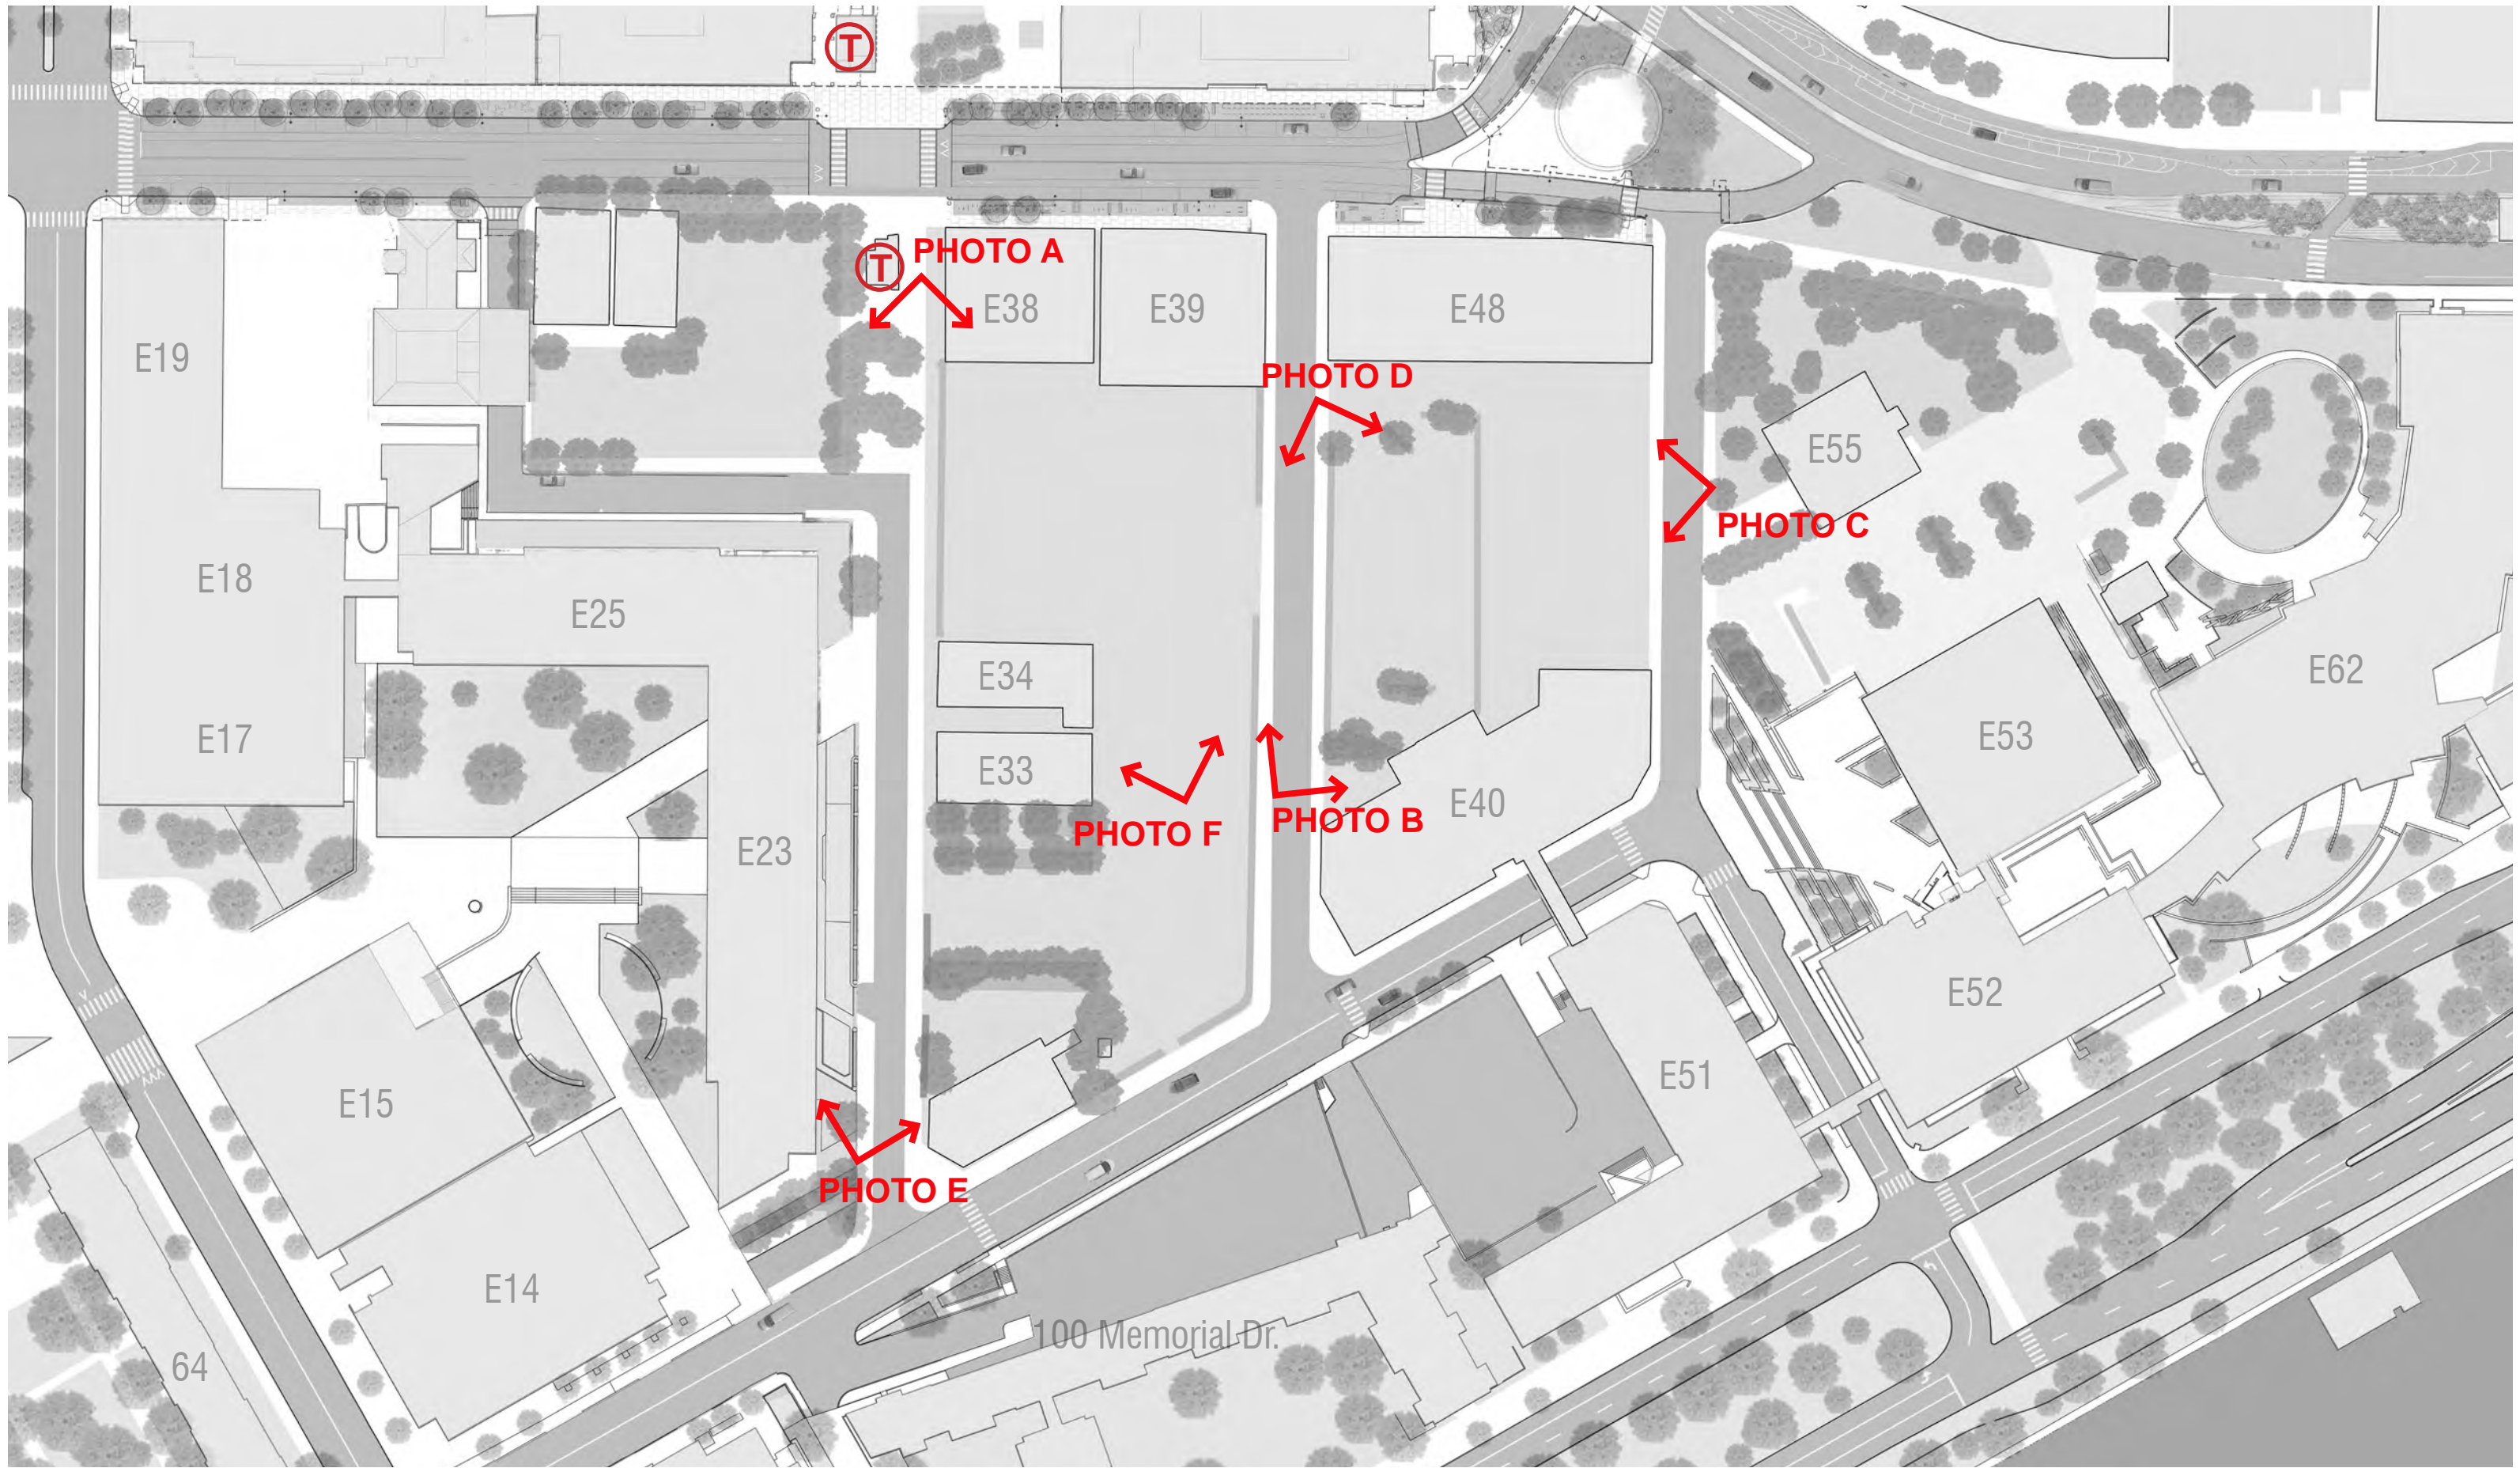 T
T
PHOTO A
E38
E39
E48
E19
PHOTO D
E55
PHOTO C
E18
E25
E34
E62
E17
E33
E53
PHOTO F
PHOTO B
E40
E23
E52
E15
E51
PHOTO E
E14
100 Memorial Dr.
64